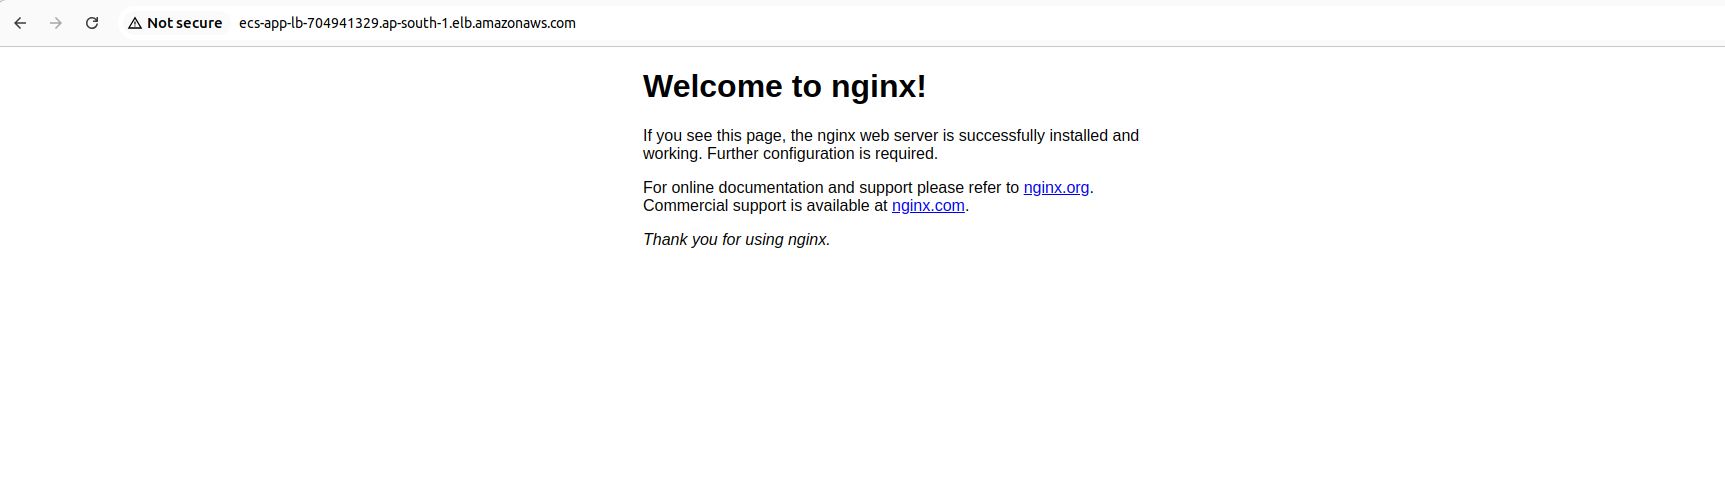 Not secure ecs-app-lb-704941329.ap-south-1.elb.amazonaws.com
Welcome to nginx!
If you see this page, the nginx web server is successfully installed and
working. Further configuration is required.
For online documentation and support please refer to nginx.org.
Commercial support is available at nginx.com.
Thank you for using nginx.